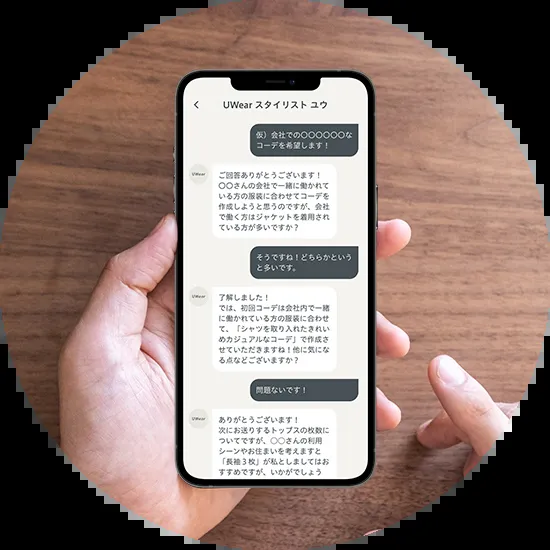 UWear スタイリスト ユウ
仮）会社での〇〇〇〇〇〇な
コーデを希望します！
UWear
ご回答ありがとうございます！
〇〇さんの会社で一緒に働かれて
いる方の服装に合わせてコーデを
作成しようと思うのですが、会社
で働く方はジャケットを着用され
ている方が多いですか？
そうですね！どちらかという
と多いです。
UWear
了解しました！
では、初回コーデは会社内で一緒
に働かれている方の服装に合わせ
て、「シャツを取り入れたきれい
めカジュアルなコーデ」で作成さ
せていただきますね！他に気にな
る点などございますか？
問題ないです！
UWear
ありがとうございます！
次にお送りするトップスの枚数に
ついてですが、〇〇さんの利用
シーンやお住まいを考えますと
「長袖３枚」が私としましてはお
すすめですが、いかがでしょう